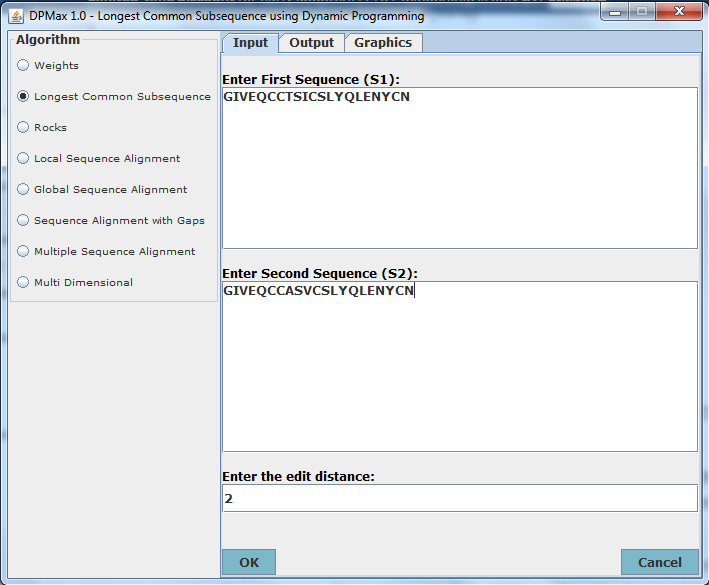 DPMax 1.0 - Longest Common Subsequence using Dynamic Programming
Algorithm
Weights
Longest Common Subsequence
Rocks
Local Sequence Alignment
Global Sequence Alignment
Sequence Alignment with Gaps
Multiple Sequence Alignment
Multi Dimensional
Input Output Graphics
Enter First Sequence (S1):
GIVEQCCTSICSLYQLENYCN
Enter Second Sequence (S2):
GIVEQCCASVCSLYQLENYCN
Enter the edit distance:
2
OK Cancel